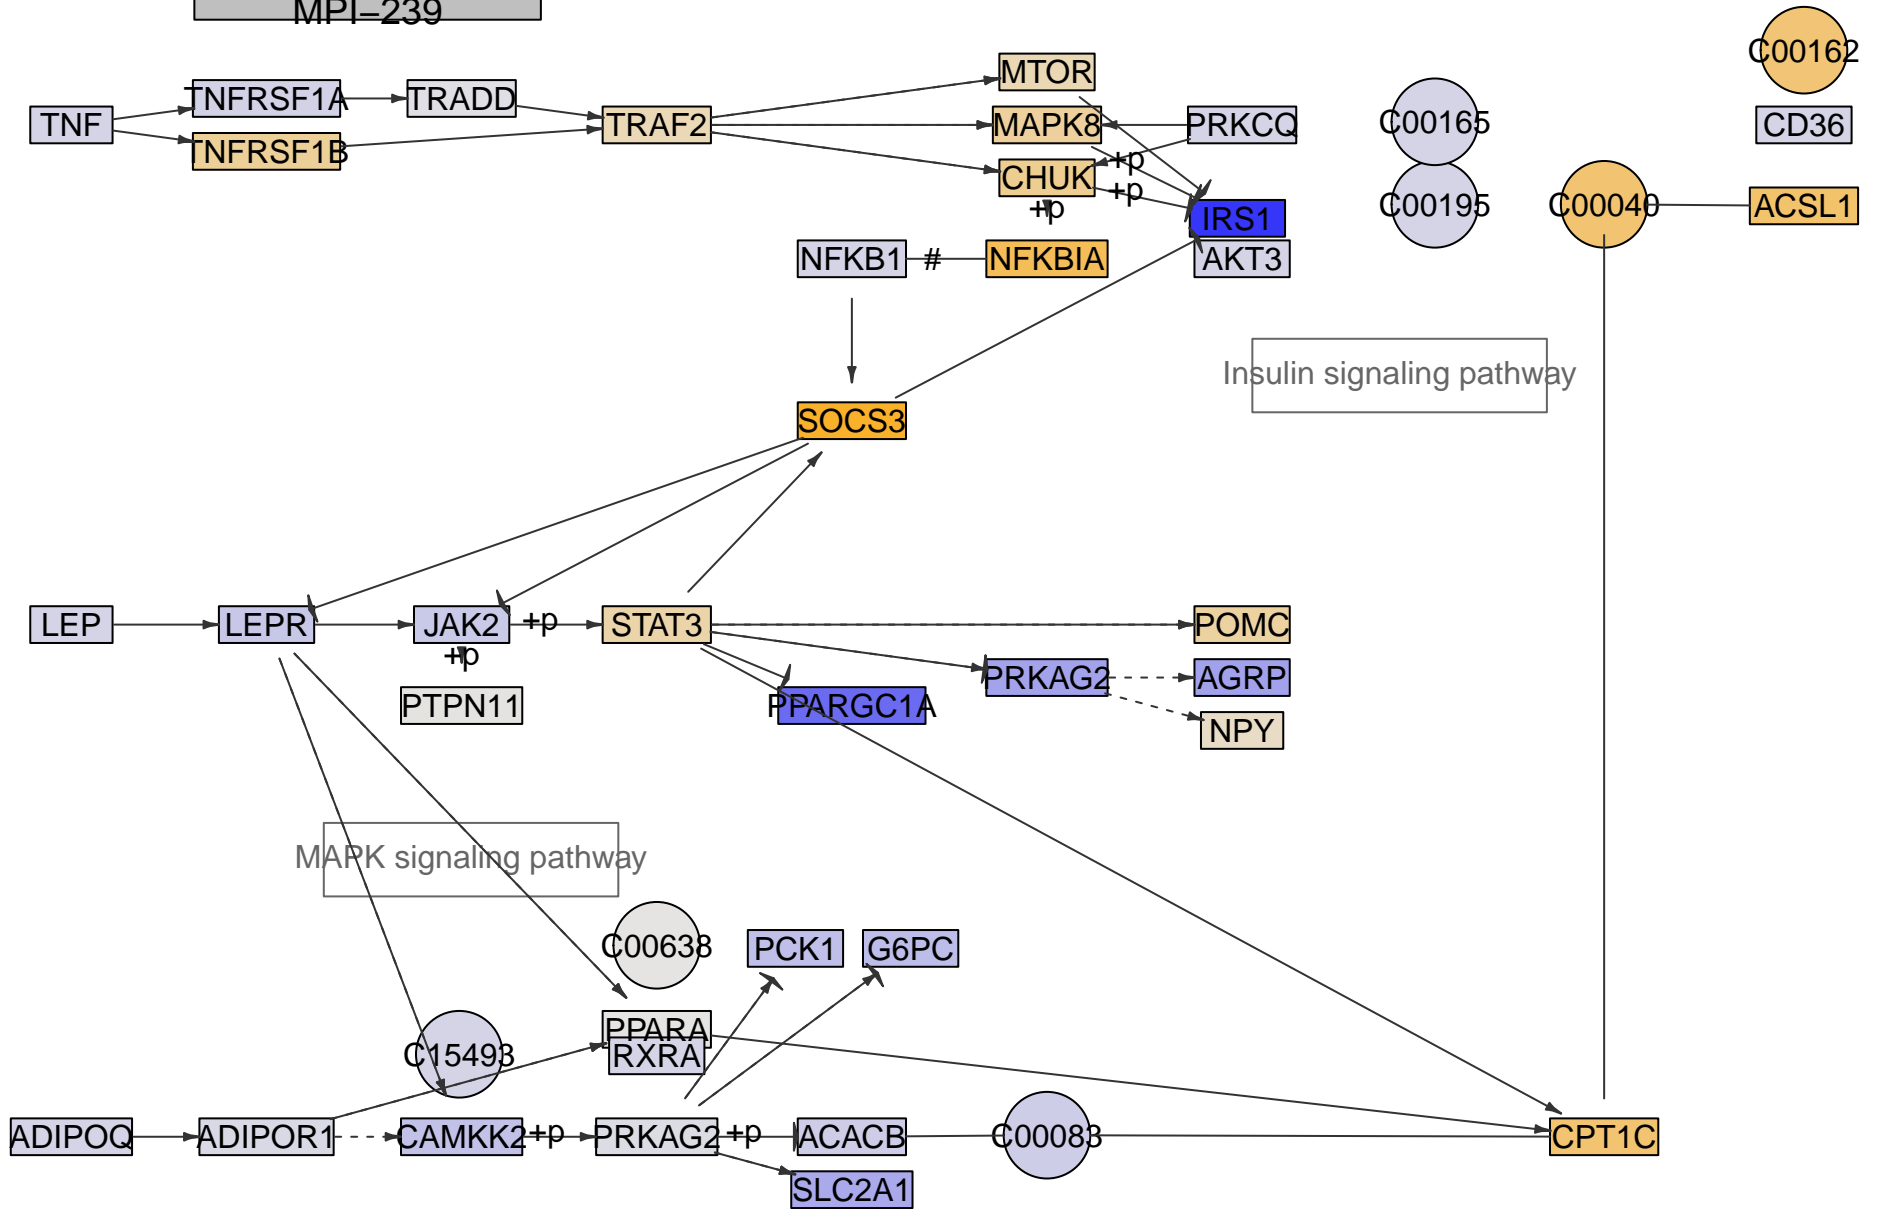 MPI–239
C00162
MTOR
TNFRSF1A
TRADD
TNF
TRAF2
MAPK8
PRKCQ
C00165
CD36
TNFRSF1B
+p
CHUK
+p
+p
IRS1
C00195
C00040
ACSL1
NFKB1
#
NFKBIA
AKT3
Insulin signaling pathway
SOCS3
LEP
LEPR
JAK2
+p
STAT3
POMC
+p
PRKAG2
AGRP
PTPN11
PPARGC1A
NPY
MAPK signaling pathway
C00638
PCK1
G6PC
PPARA
C15493
RXRA
ADIPOQ
ADIPOR1
CAMKK2
+p
PRKAG2
+p
ACACB
C00083
CPT1C
SLC2A1